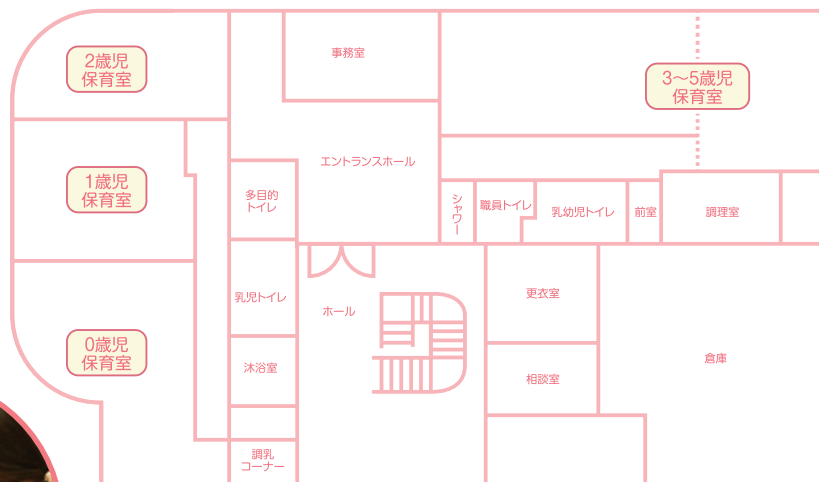 2歳児
保育室
事務室
3〜5歳児
保育室
エントランスホール
1歳児
保育室
多目的
トイレ
シャワー
職員トイレ
乳幼児トイレ
前室
調理室
乳児トイレ
ホール
更衣室
0歳児
保育室
沐浴室
相談室
倉庫
調乳
コーナー